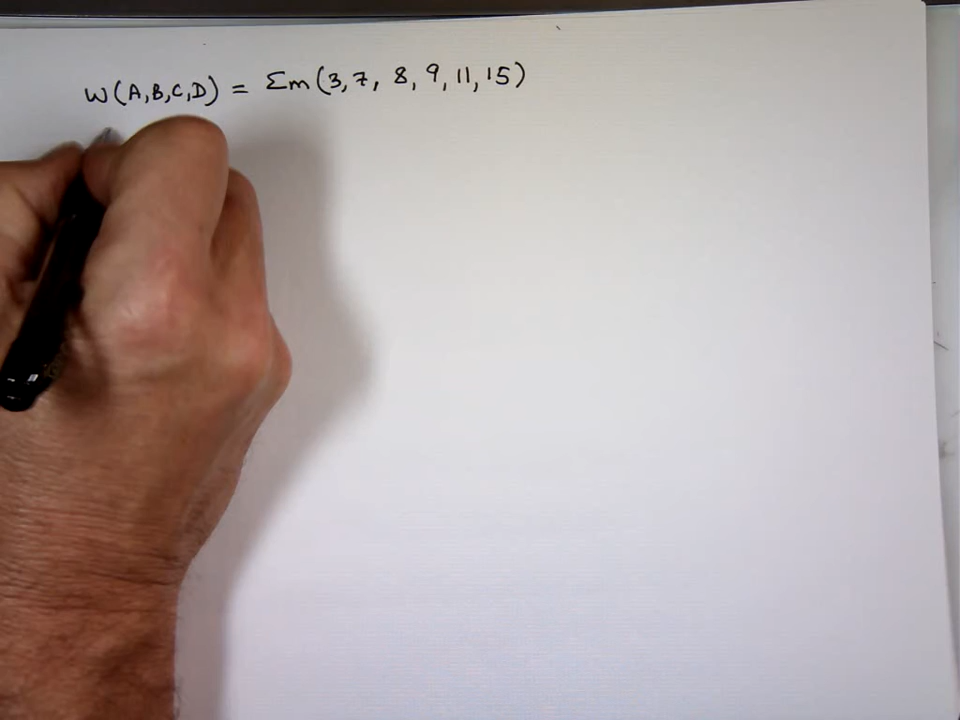 W(A,B,C,D) = Σm(3,7, 8,9,11,15)